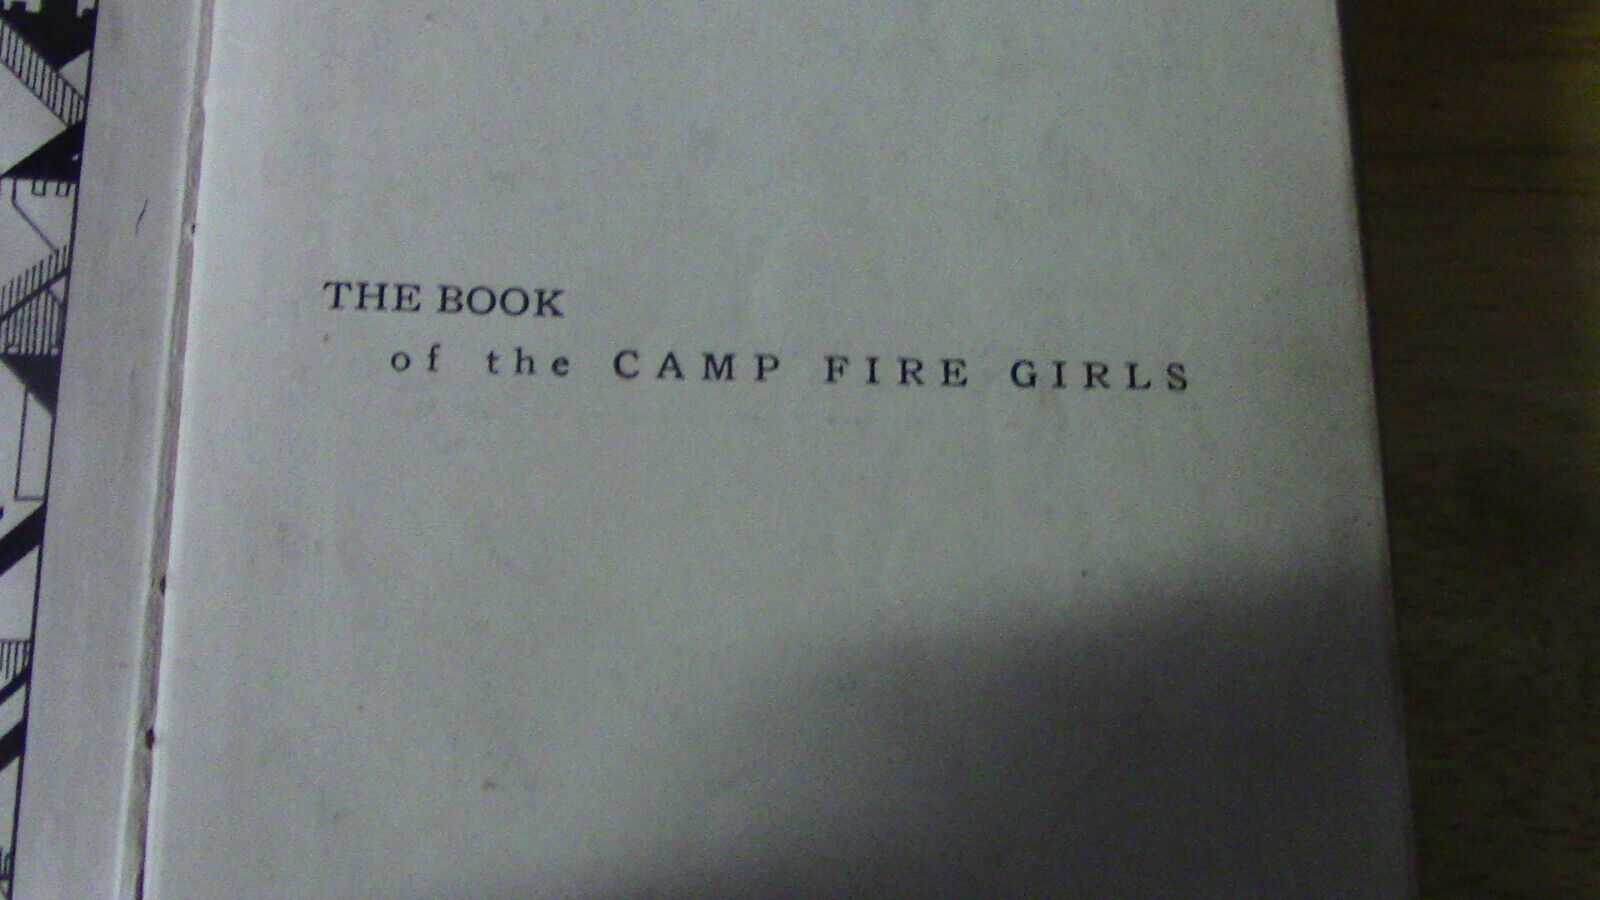 THE BOOK
of the CAMP FIRE GIRLS